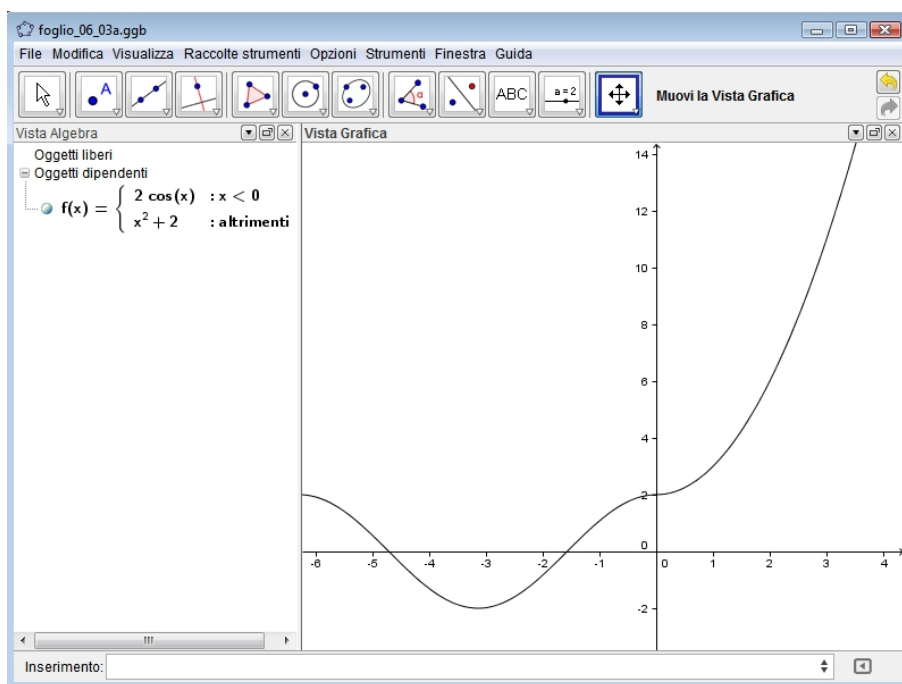 foglio_06_03a.ggb
File Modifica Visualizza Raccolte strumenti Opzioni Strumenti Finestra Guida
A
α
ABC
a = 2
Muovi la Vista Grafica
Vista Algebra
Oggetti liberi
Oggetti dipendenti
f(x) = { 2 cos(x) : x < 0
x² + 2 : altrimenti
Vista Grafica
14
12
10
8
6
4
2
0
-6 -5 -4 -3 -2 -1 0 1 2 3 4
-2
Inserimento: